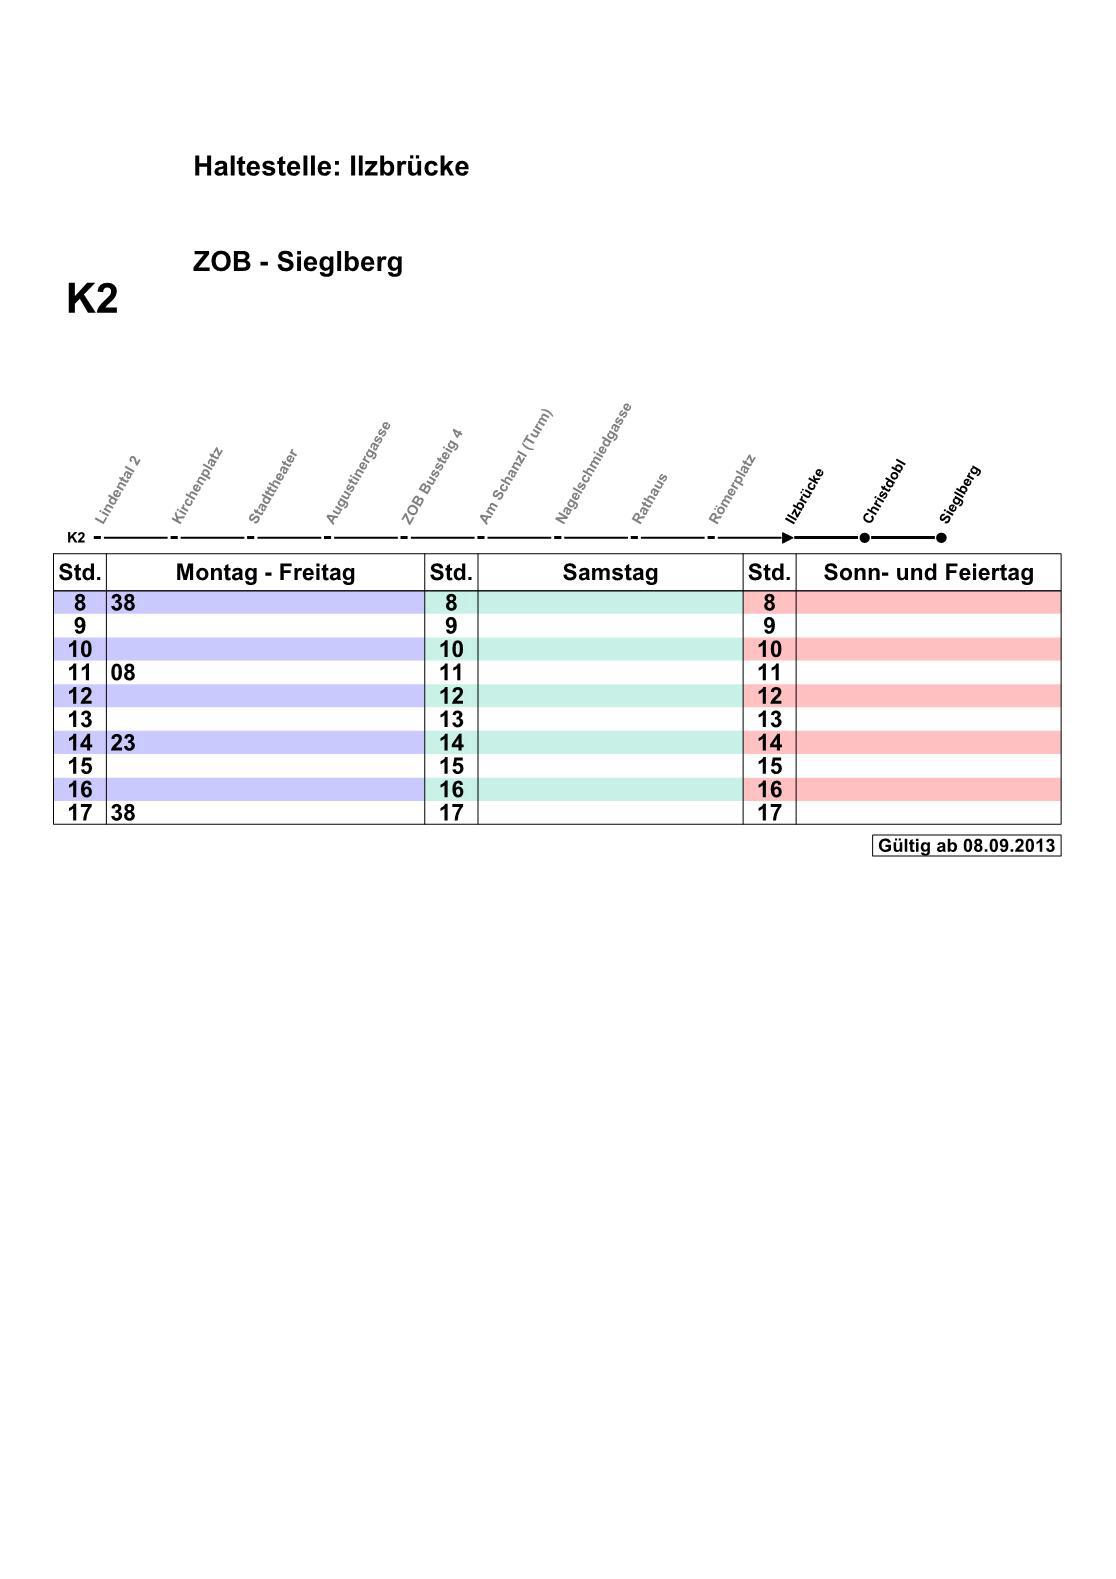 Haltestelle: Ilzbrücke
ZOB - Sieglberg
K2
Lindental 2
Kirchenplatz
Stadttheater
Augustinergasse
ZOB Bussteig 4
Am Schanzl (Turm)
Nagelschmiedgasse
Rathaus
Römerplatz
Ilzbrücke
Christdobl
Sieglberg
K2
Std. Montag - Freitag Std. Samstag Std. Sonn- und Feiertag
8 38 8 8
9 9 9
10 10 10
11 08 11 11
12 12 12
13 13 13
14 23 14 14
15 15 15
16 16 16
17 38 17 17
Gültig ab 08.09.2013